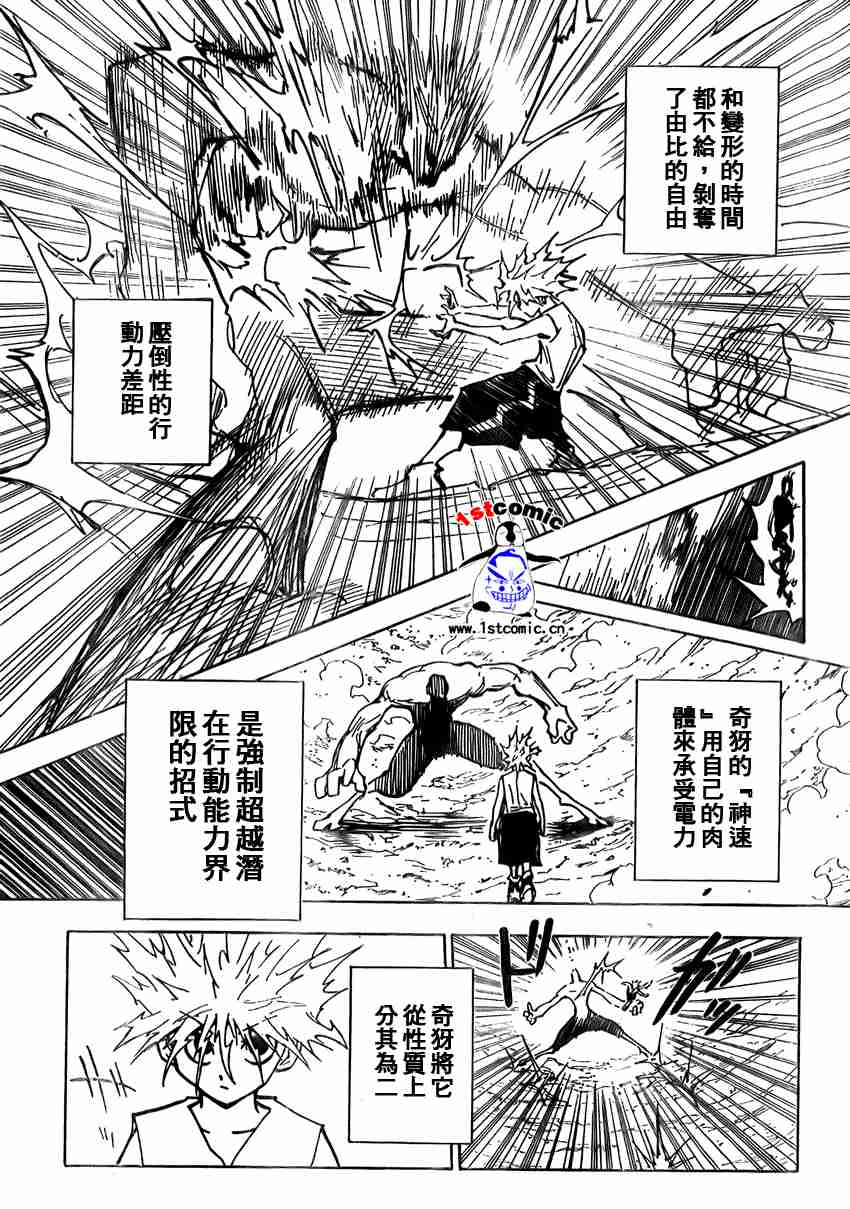 和變形的時間
都不給，剝奪
了由比的自由
壓倒性的行
動力差距
1stcomic
www.1stcomic.cn
奇犽的『神速
』用自己的肉
體來承受電力
是強制超越潛
在行動能力界
限的招式
ドド
奇犽將它
從性質上
分其為二